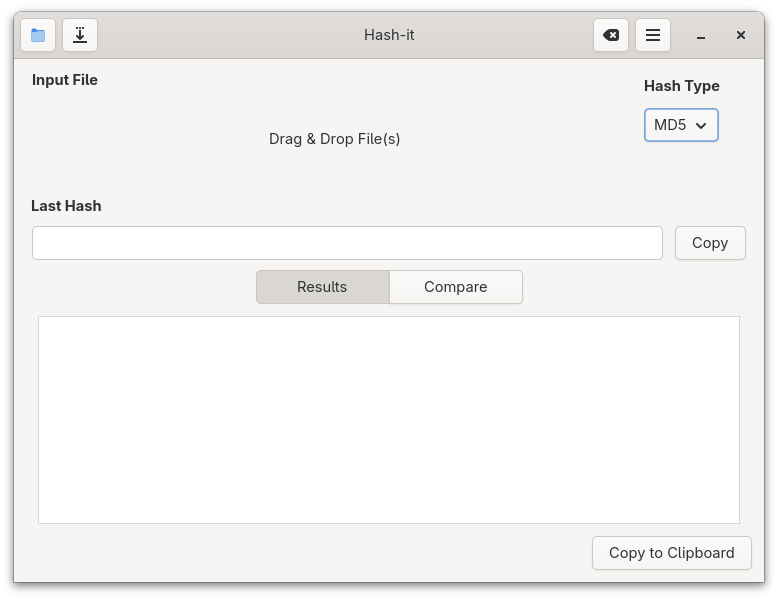 Hash-it
Input File
Hash Type
Drag & Drop File(s)
MD5
Last Hash
Copy
Results
Compare
Copy to Clipboard